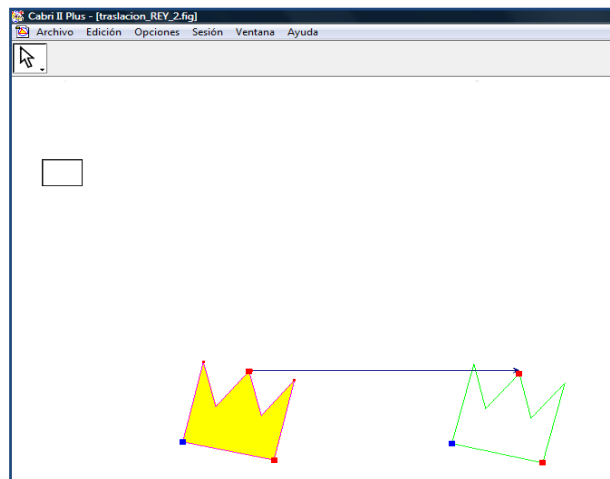 Cabri II Plus - [traslacion_REY_2.fig]
Archivo Edición Opciones Sesión Ventana Ayuda